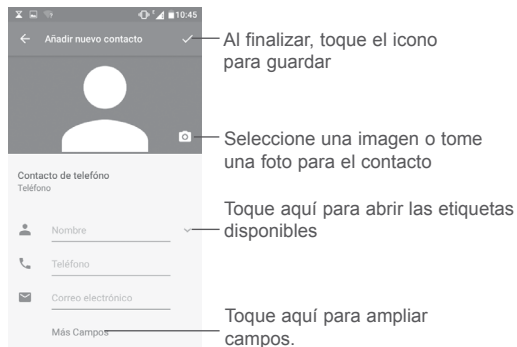 10:45
Añadir nuevo contacto
Al finalizar, toque el icono
para guardar
Seleccione una imagen o tome
una foto para el contacto
Contacto de telefóno
Teléfono
Toque aquí para abrir las etiquetas
disponibles
Nombre
Teléfono
Correo electrónico
Toque aquí para ampliar
campos.
Más Campos